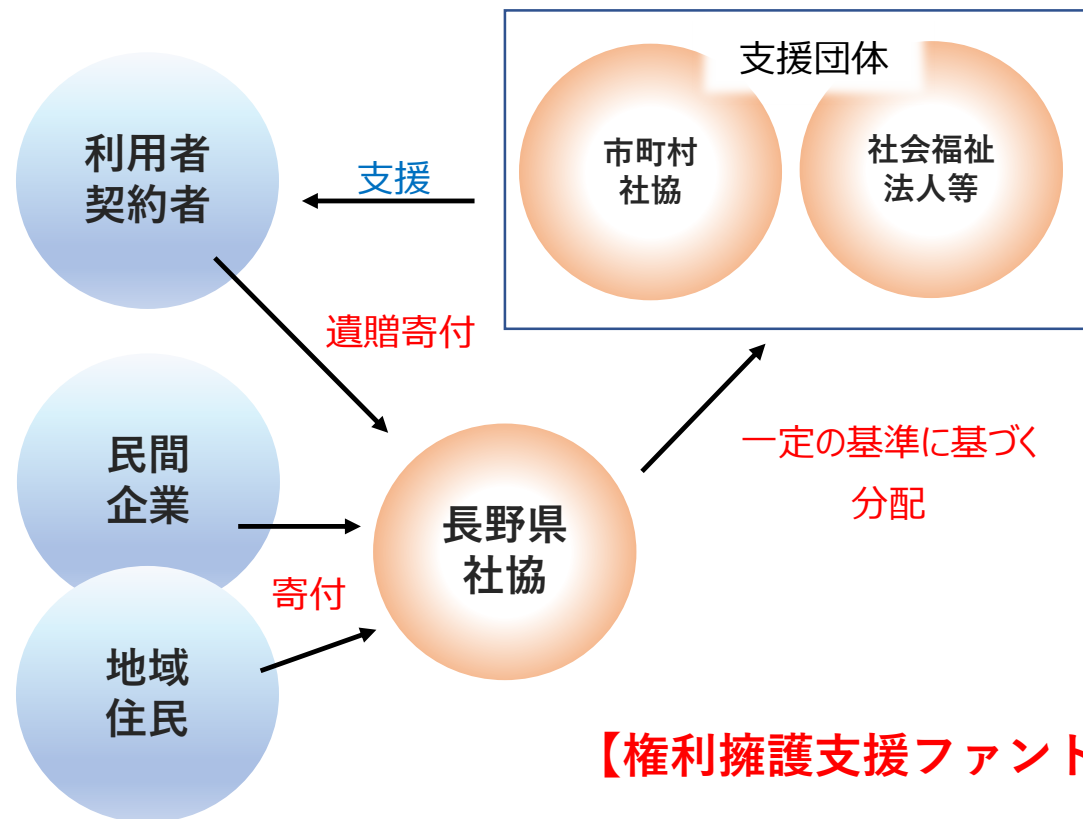 支援団体
利用者
契約者
支援
市町村
社協
社会福祉
法人等
遺贈寄付
民間
企業
一定の基準に基づく
分配
長野県
社協
寄付
地域
住民
【権利擁護支援ファント